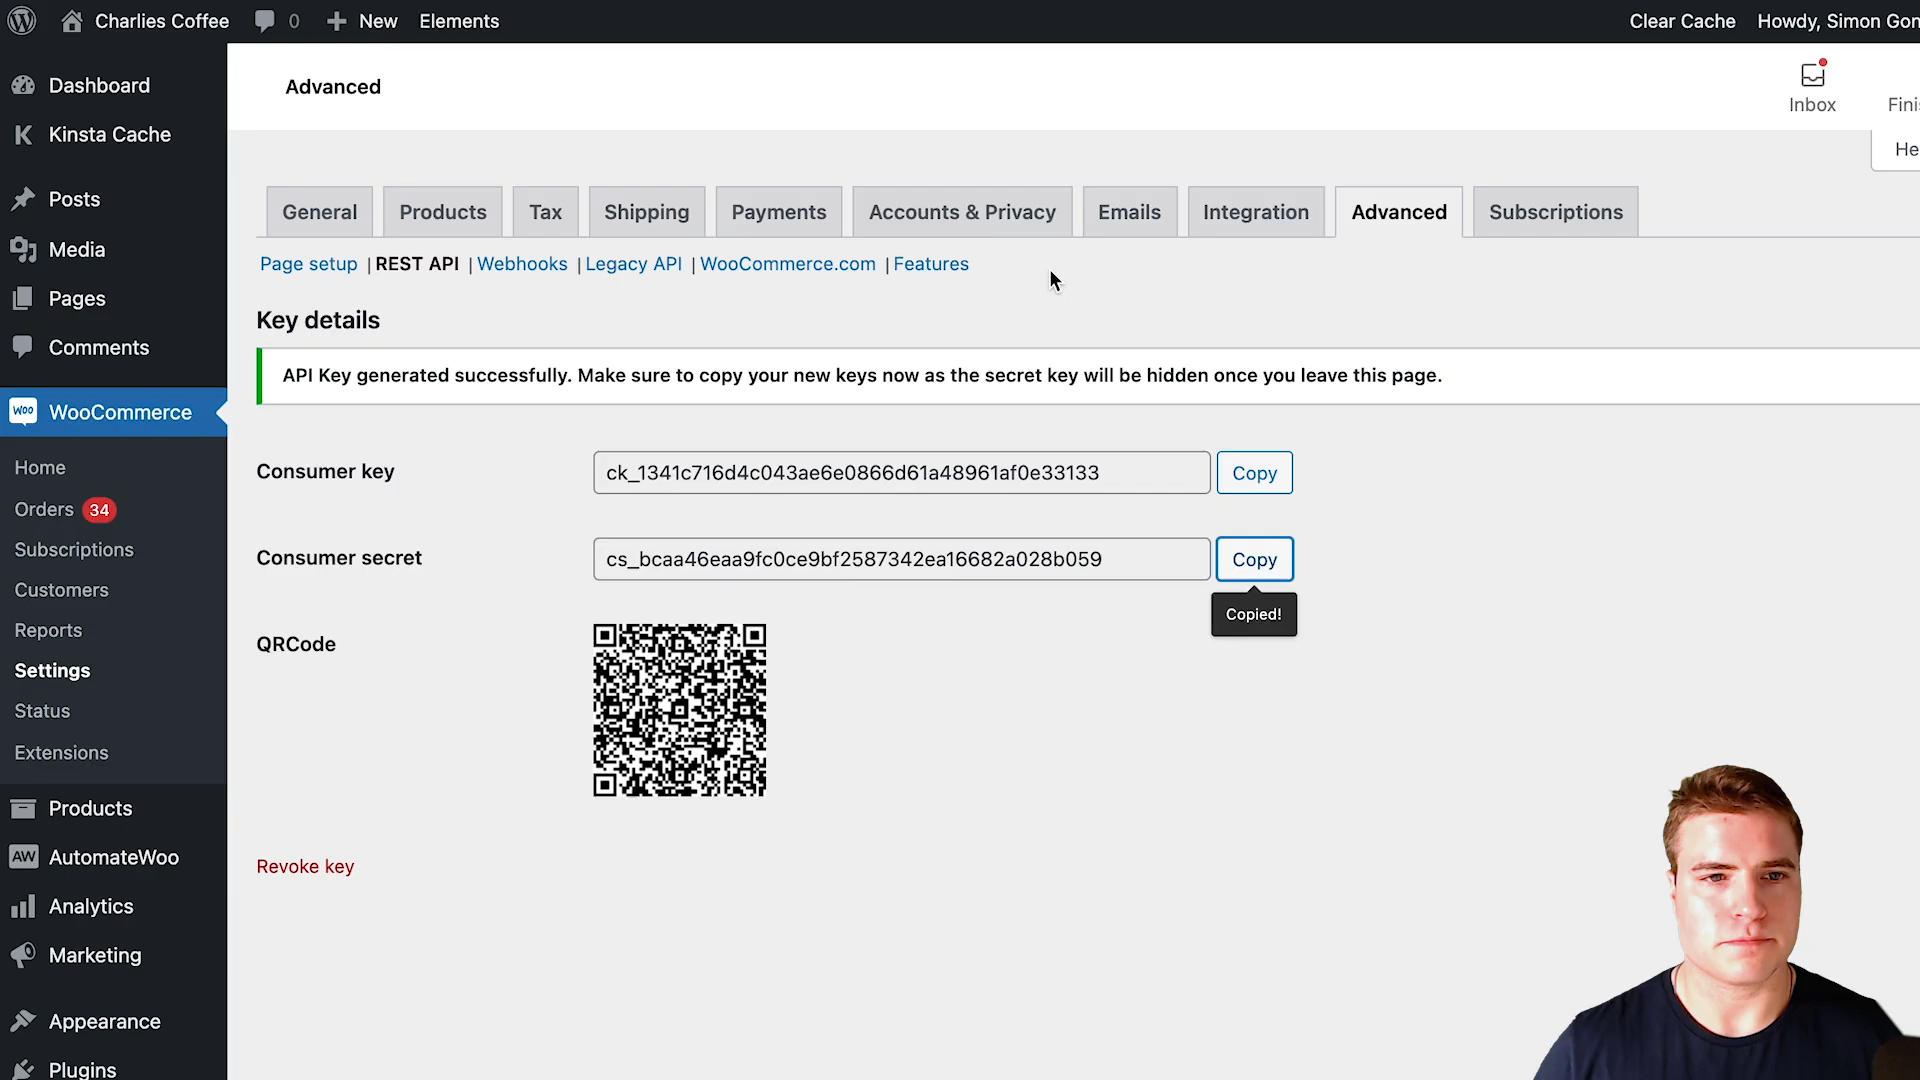 Charlies Coffee 0 New Elements Clear Cache Howdy, Simon Gon
Dashboard
Kinsta Cache
Posts
Media
Pages
Comments
Woo WooCommerce
Home
Orders 34
Subscriptions
Customers
Reports
Settings
Status
Extensions
Products
AW AutomateWoo
Analytics
Marketing
Appearance
Plugins
Advanced
Inbox
Fini
He
General Products Tax Shipping Payments Accounts & Privacy Emails Integration Advanced Subscriptions
Page setup | REST API | Webhooks | Legacy API | WooCommerce.com | Features
Key details
API Key generated successfully. Make sure to copy your new keys now as the secret key will be hidden once you leave this page.
Consumer key ck_1341c716d4c043ae6e0866d61a48961af0e33133 Copy
Consumer secret cs_bcaa46eaa9fc0ce9bf2587342ea16682a028b059 Copy
Copied!
QRCode
Revoke key